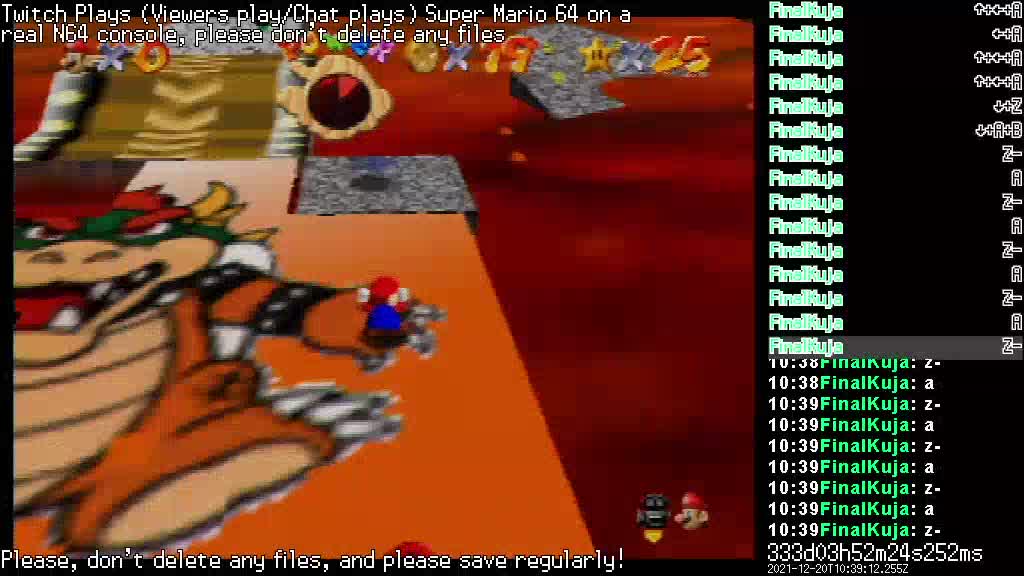 Twitch Plays (Viewers play/Chat plays) Super Mario 64 on a
real N64 console, please don't delete any files
0 19 25
FinalKuja ↑+←+A
FinalKuja ←+A
FinalKuja ↑+←+A
FinalKuja ↑+←+A
FinalKuja ↓+Z
FinalKuja ↓+A+B
FinalKuja Z-
FinalKuja A
FinalKuja Z-
FinalKuja A
FinalKuja Z-
FinalKuja A
FinalKuja Z-
FinalKuja A
FinalKuja Z-
10:38FinalKuja: z-
10:38FinalKuja: a
10:39FinalKuja: z-
10:39FinalKuja: a
10:39FinalKuja: z-
10:39FinalKuja: a
10:39FinalKuja: z-
10:39FinalKuja: a
10:39FinalKuja: z-
Please, don't delete any files, and please save regularly!
333d03h52m24s252ms
2021-12-20T10:39:12.255Z